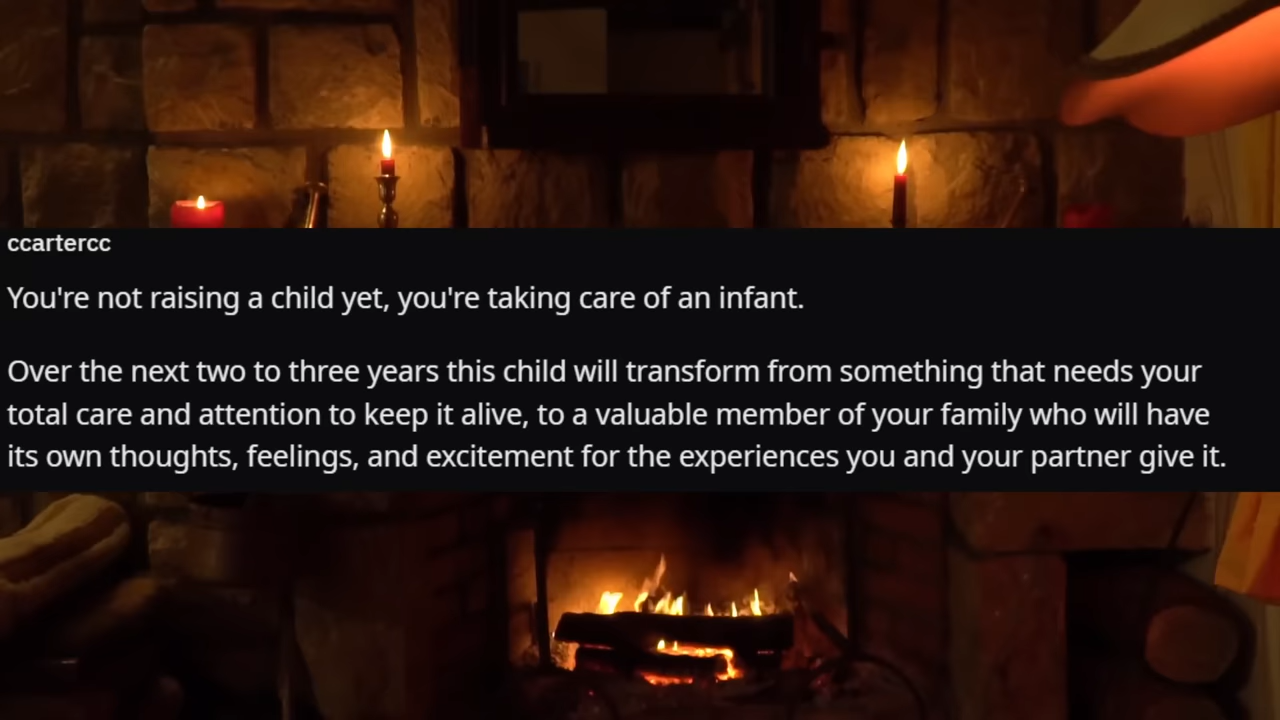 ccartercc
You're not raising a child yet, you're taking care of an infant.
Over the next two to three years this child will transform from something that needs your
total care and attention to keep it alive, to a valuable member of your family who will have
its own thoughts, feelings, and excitement for the experiences you and your partner give it.